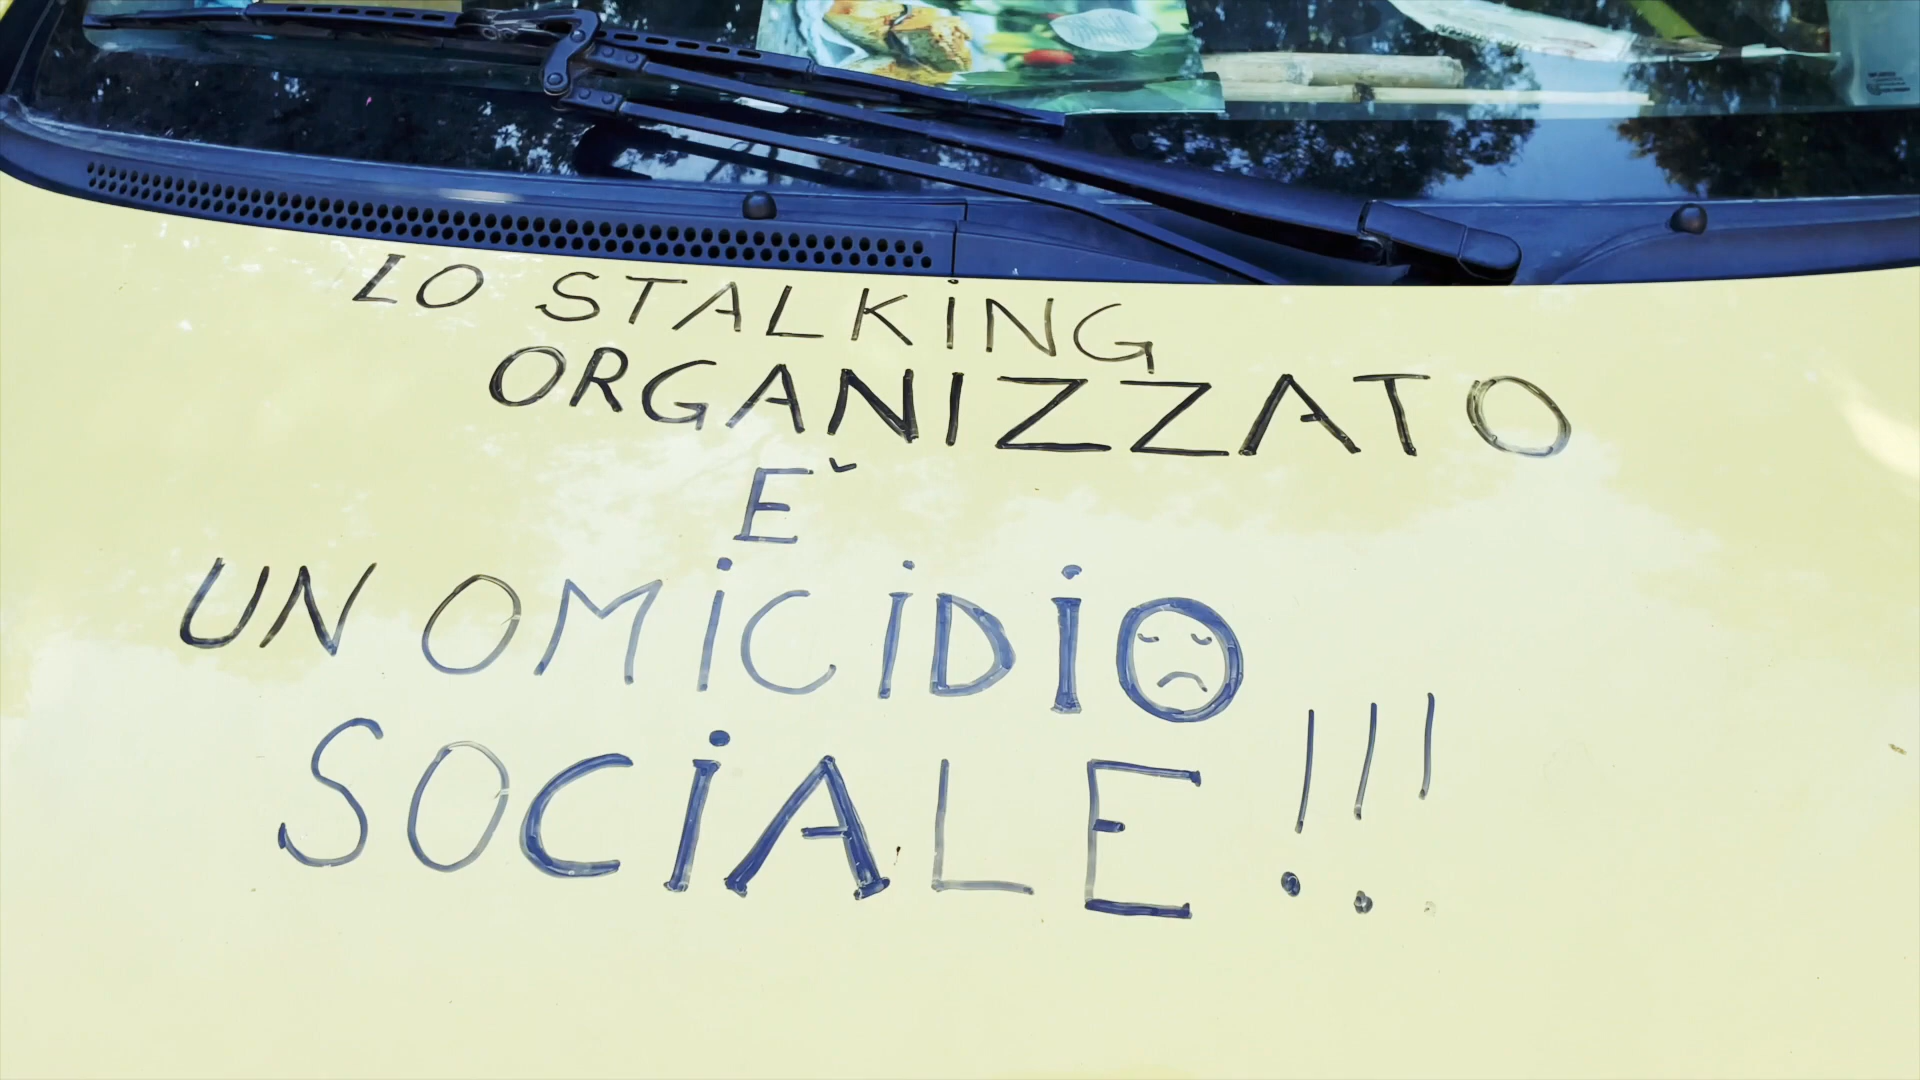 LO STALKING
ORGANIZZATO
È
UN OMICIDIO
SOCIALE!!!